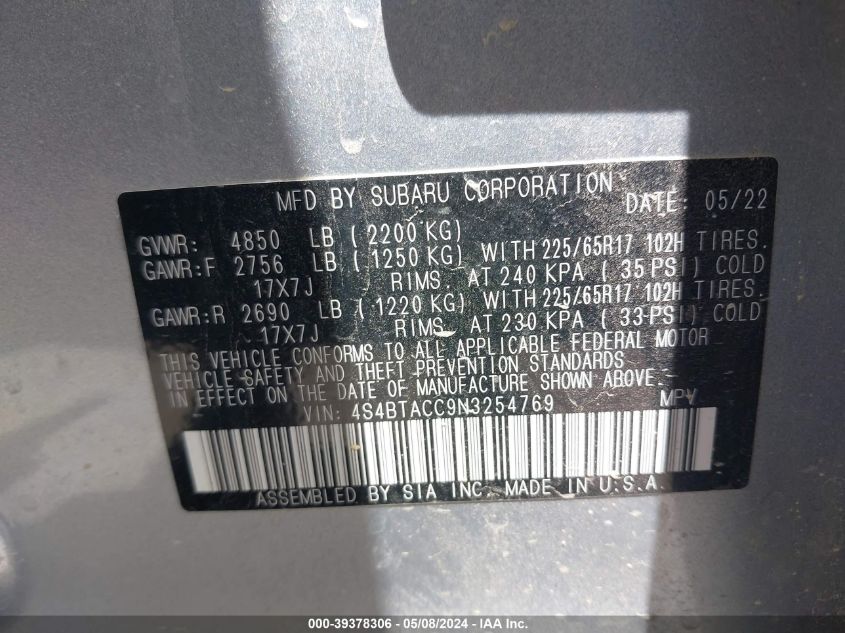 MFD BY SUBARU CORPORATION DATE: 05/22
GVWR: 4850 LB (2200 KG)
GAWR:F 2756 LB (1250 KG) WITH 225/65R17 102H TIRES.
17X7J RIMS AT 240 KPA (35 PSI) COLD
GAWR:R 2690 LB (1220 KG) WITH 225/65R17 102H TIRES.
17X7J RIMS AT 230 KPA (33 PSI) COLD
THIS VEHICLE CONFORMS TO ALL APPLICABLE FEDERAL MOTOR
VEHICLE SAFETY AND THEFT PREVENTION STANDARDS
IN EFFECT ON THE DATE OF MANUFACTURE SHOWN ABOVE.
VIN: 4S4BTACC9N3254769 MPV
ASSEMBLED BY SIA INC. MADE IN U.S.A.
000-39378306 - 05/08/2024 - IAA Inc.